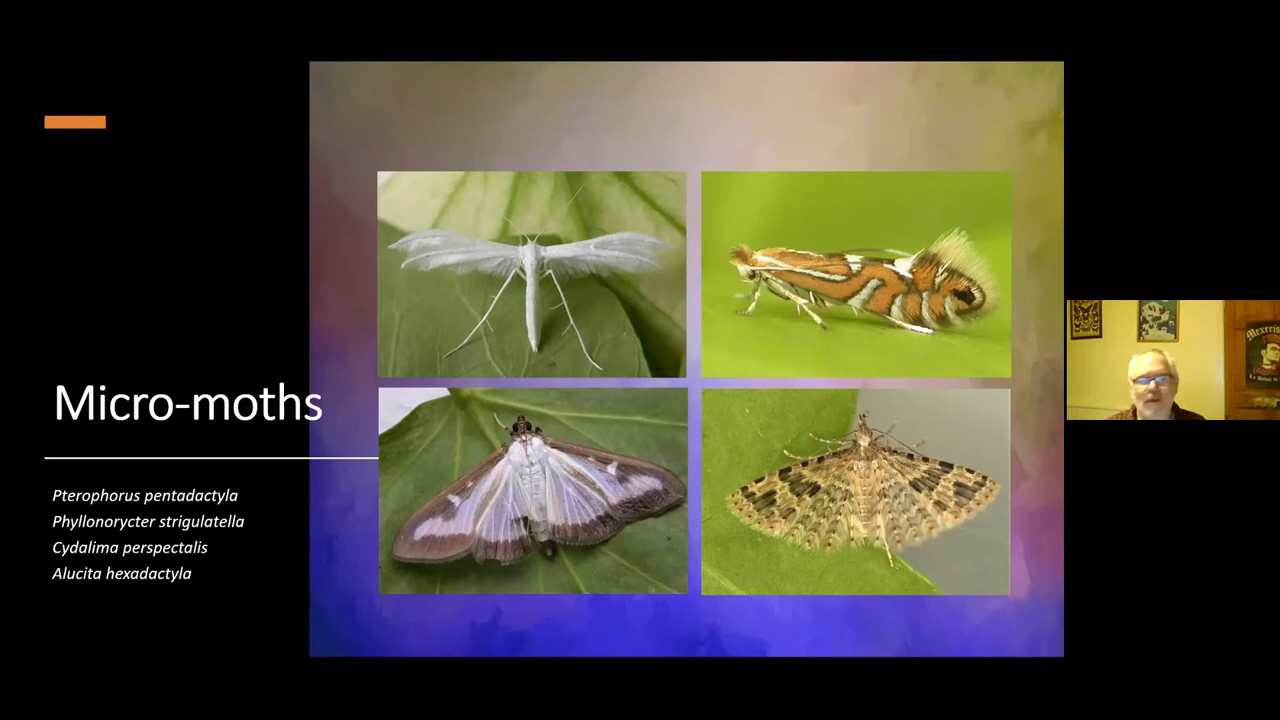 Micro-moths
Pterophorus pentadactyla
Phyllonorycter strigulatella
Cydalima perspectalis
Alucita hexadactyla